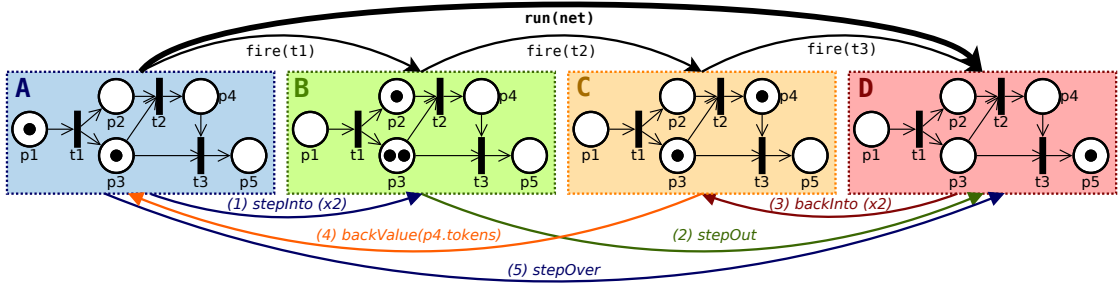 run(net)
fire(t1)
fire(t2)
fire(t3)
A
p1
t1
p2
p3
t2
p4
t3
p5
B
p1
t1
p2
p3
t2
p4
t3
p5
C
p1
t1
p2
p3
t2
p4
t3
p5
D
p1
t1
p2
p3
t2
p4
t3
p5
(1) stepInto (x2)
(3) backInto (x2)
(4) backValue(p4.tokens)
(2) stepOut
(5) stepOver